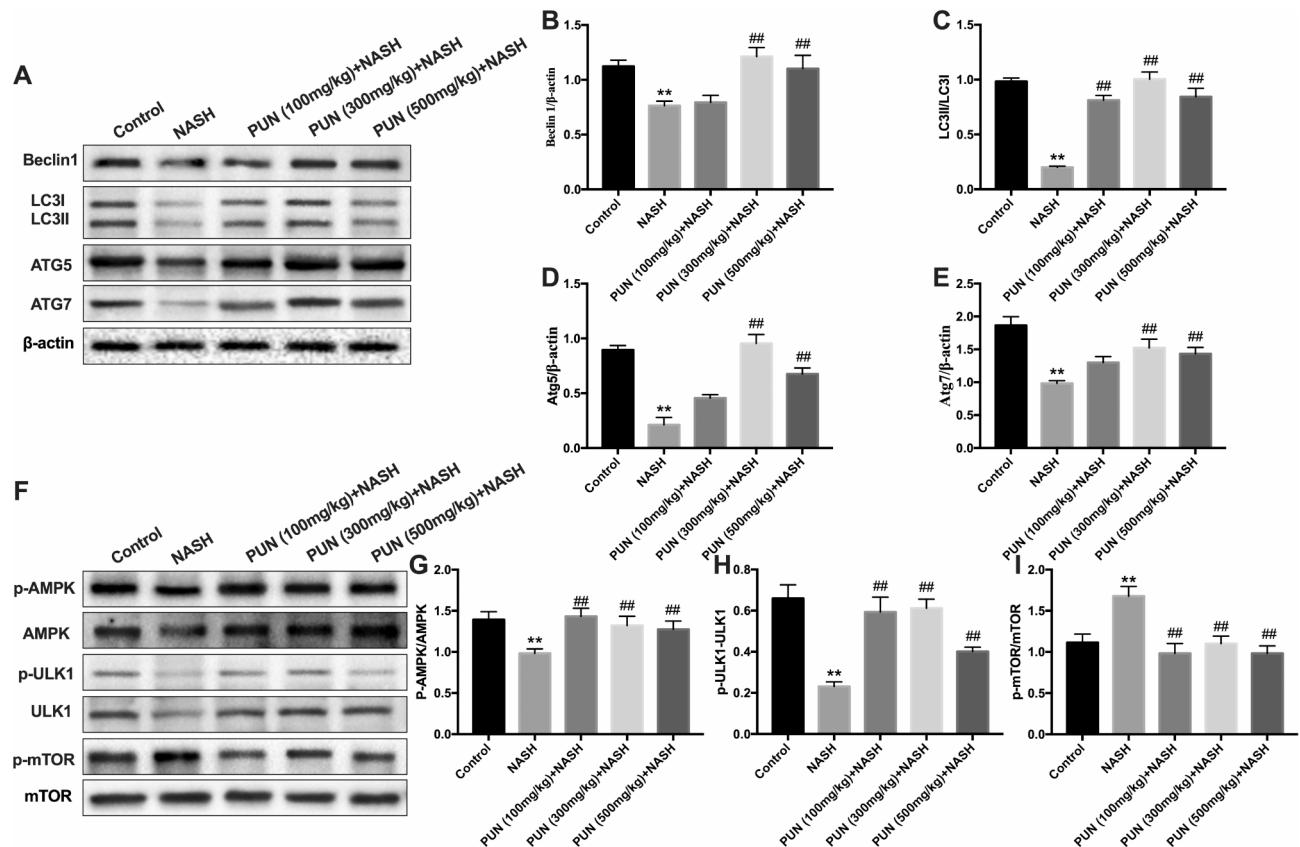 A
Control
NASH
PUN (100mg/kg)+NASH
PUN (300mg/kg)+NASH
PUN (500mg/kg)+NASH
Beclin1
LC3I
LC3II
ATG5
ATG7
β-actin
B
Beclin 1/β-actin
1.5
1.0
0.5
0.0
**
##
##
Control
NASH
PUN (100mg/kg)+NASH
PUN (300mg/kg)+NASH
PUN (500mg/kg)+NASH
C
LC3II/LC3I
1.5
1.0
0.5
0.0
**
##
##
##
Control
NASH
PUN (100mg/kg)+NASH
PUN (300mg/kg)+NASH
PUN (500mg/kg)+NASH
D
Atg5/β-actin
1.5
1.0
0.5
0.0
**
##
##
Control
NASH
PUN (100mg/kg)+NASH
PUN (300mg/kg)+NASH
PUN (500mg/kg)+NASH
E
Atg7/β-actin
2.5
2.0
1.5
1.0
0.5
0.0
**
##
##
Control
NASH
PUN (100mg/kg)+NASH
PUN (300mg/kg)+NASH
PUN (500mg/kg)+NASH
F
Control
NASH
PUN (100mg/kg)+NASH
PUN (300mg/kg)+NASH
PUN (500mg/kg)+NASH
p-AMPK
AMPK
p-ULK1
ULK1
p-mTOR
mTOR
G
P-AMPK/AMPK
2.0
1.5
1.0
0.5
0.0
**
##
##
##
Control
NASH
PUN (100mg/kg)+NASH
PUN (300mg/kg)+NASH
PUN (500mg/kg)+NASH
H
p-ULK1-ULK1
0.8
0.6
0.4
0.2
0.0
**
##
##
##
Control
NASH
PUN (100mg/kg)+NASH
PUN (300mg/kg)+NASH
PUN (500mg/kg)+NASH
I
p-mTOR/mTOR
2.0
1.5
1.0
0.5
0.0
**
##
##
##
Control
NASH
PUN (100mg/kg)+NASH
PUN (300mg/kg)+NASH
PUN (500mg/kg)+NASH